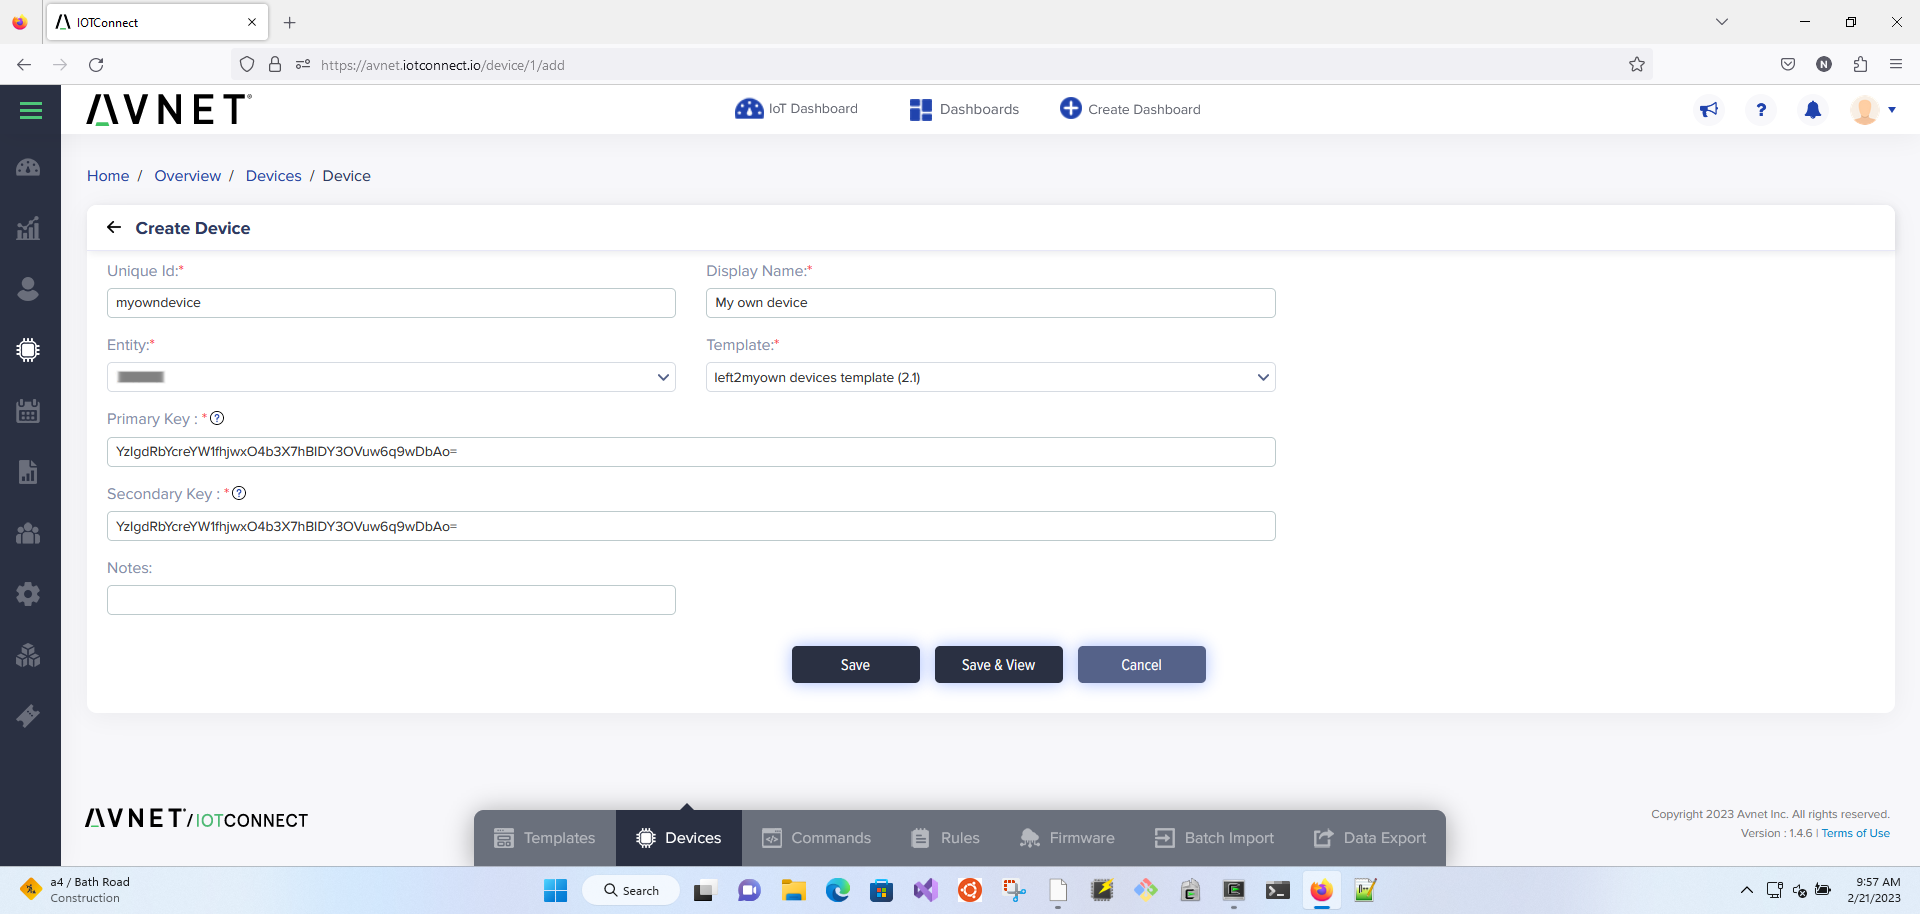 IOTConnect
https://avnet.iotconnect.io/device/1/add
N
AVNET
IoT Dashboard
Dashboards
Create Dashboard
Home / Overview / Devices / Device
Create Device
Unique Id:*
Display Name:*
myowndevice
My own device
Entity:*
Template:*
left2myown devices template (2.1)
Primary Key : *
YzIgdRbYcreYW1fhjwxO4b3X7hBIDY3OVuw6q9wDbAo=
Secondary Key : *
YzIgdRbYcreYW1fhjwxO4b3X7hBIDY3OVuw6q9wDbAo=
Notes:
Save
Save & View
Cancel
AVNET / IOTCONNECT
Templates
Devices
Commands
Rules
Firmware
Batch Import
Data Export
Copyright 2023 Avnet Inc. All rights reserved.
Version : 1.4.6 | Terms of Use
a4 / Bath Road
Construction
Search
9:57 AM
2/21/2023